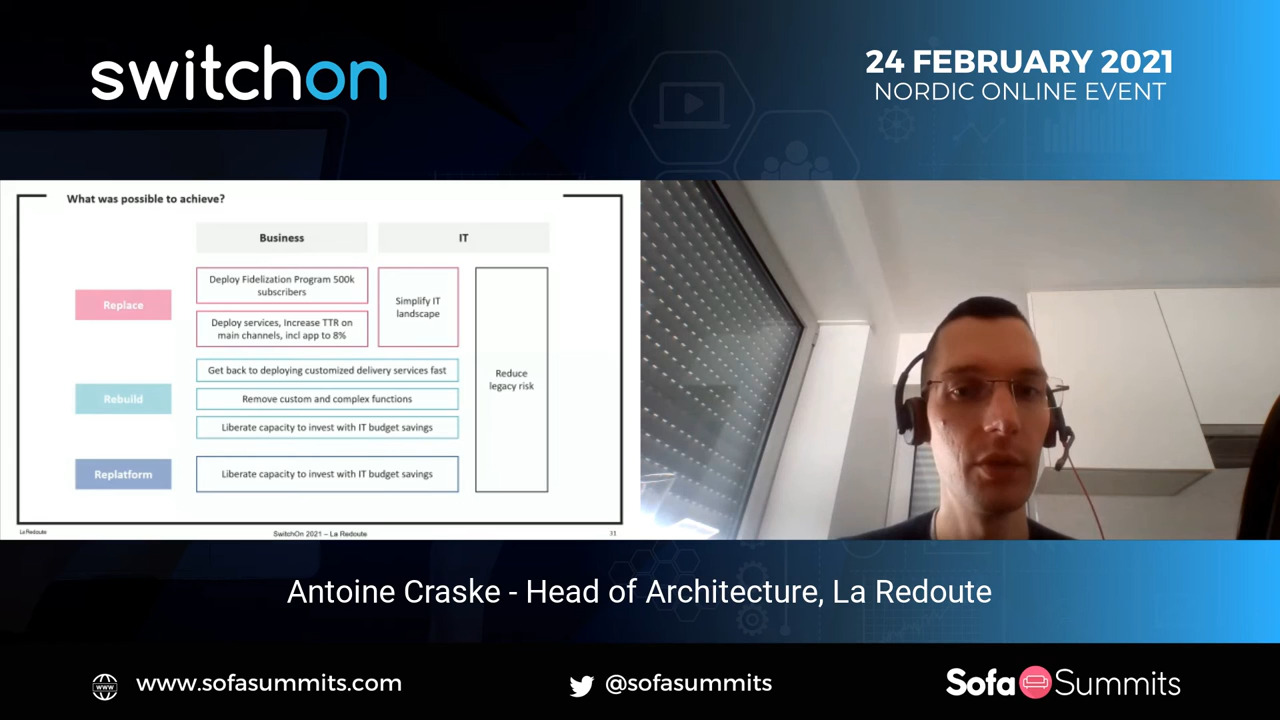 switchon
24 FEBRUARY 2021
NORDIC ONLINE EVENT
What was possible to achieve?
Business
IT
Replace
Deploy Fidelization Program 500k
subscribers
Deploy services, Increase TTR on
main channels, incl app to 8%
Simplify IT
landscape
Reduce
legacy risk
Rebuild
Get back to deploying customized delivery services fast
Remove custom and complex functions
Liberate capacity to invest with IT budget savings
Replatform
Liberate capacity to invest with IT budget savings
La Redoute
SwitchOn 2021 – La Redoute
31
Antoine Craske - Head of Architecture, La Redoute
WWW
www.sofasummits.com
@sofasummits
Sofa Summits